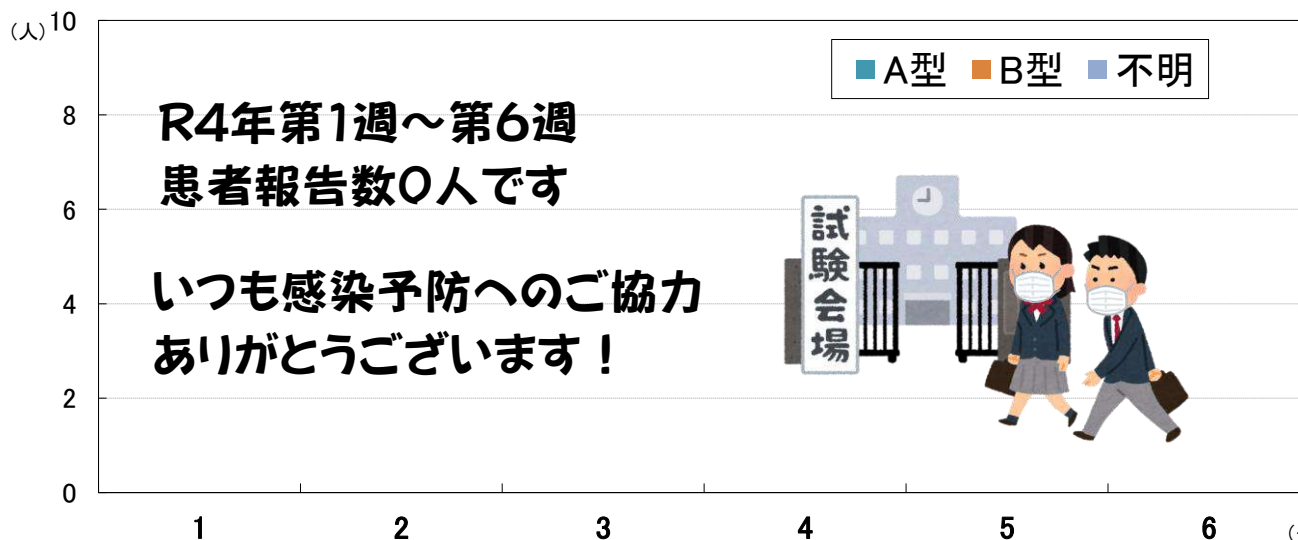 (人)
10
8
6
4
2
0
A型 B型 不明
R4年第1週～第6週
患者報告数0人です
いつも感染予防へのご協力
ありがとうございます！
試験会場
1 2 3 4 5 6